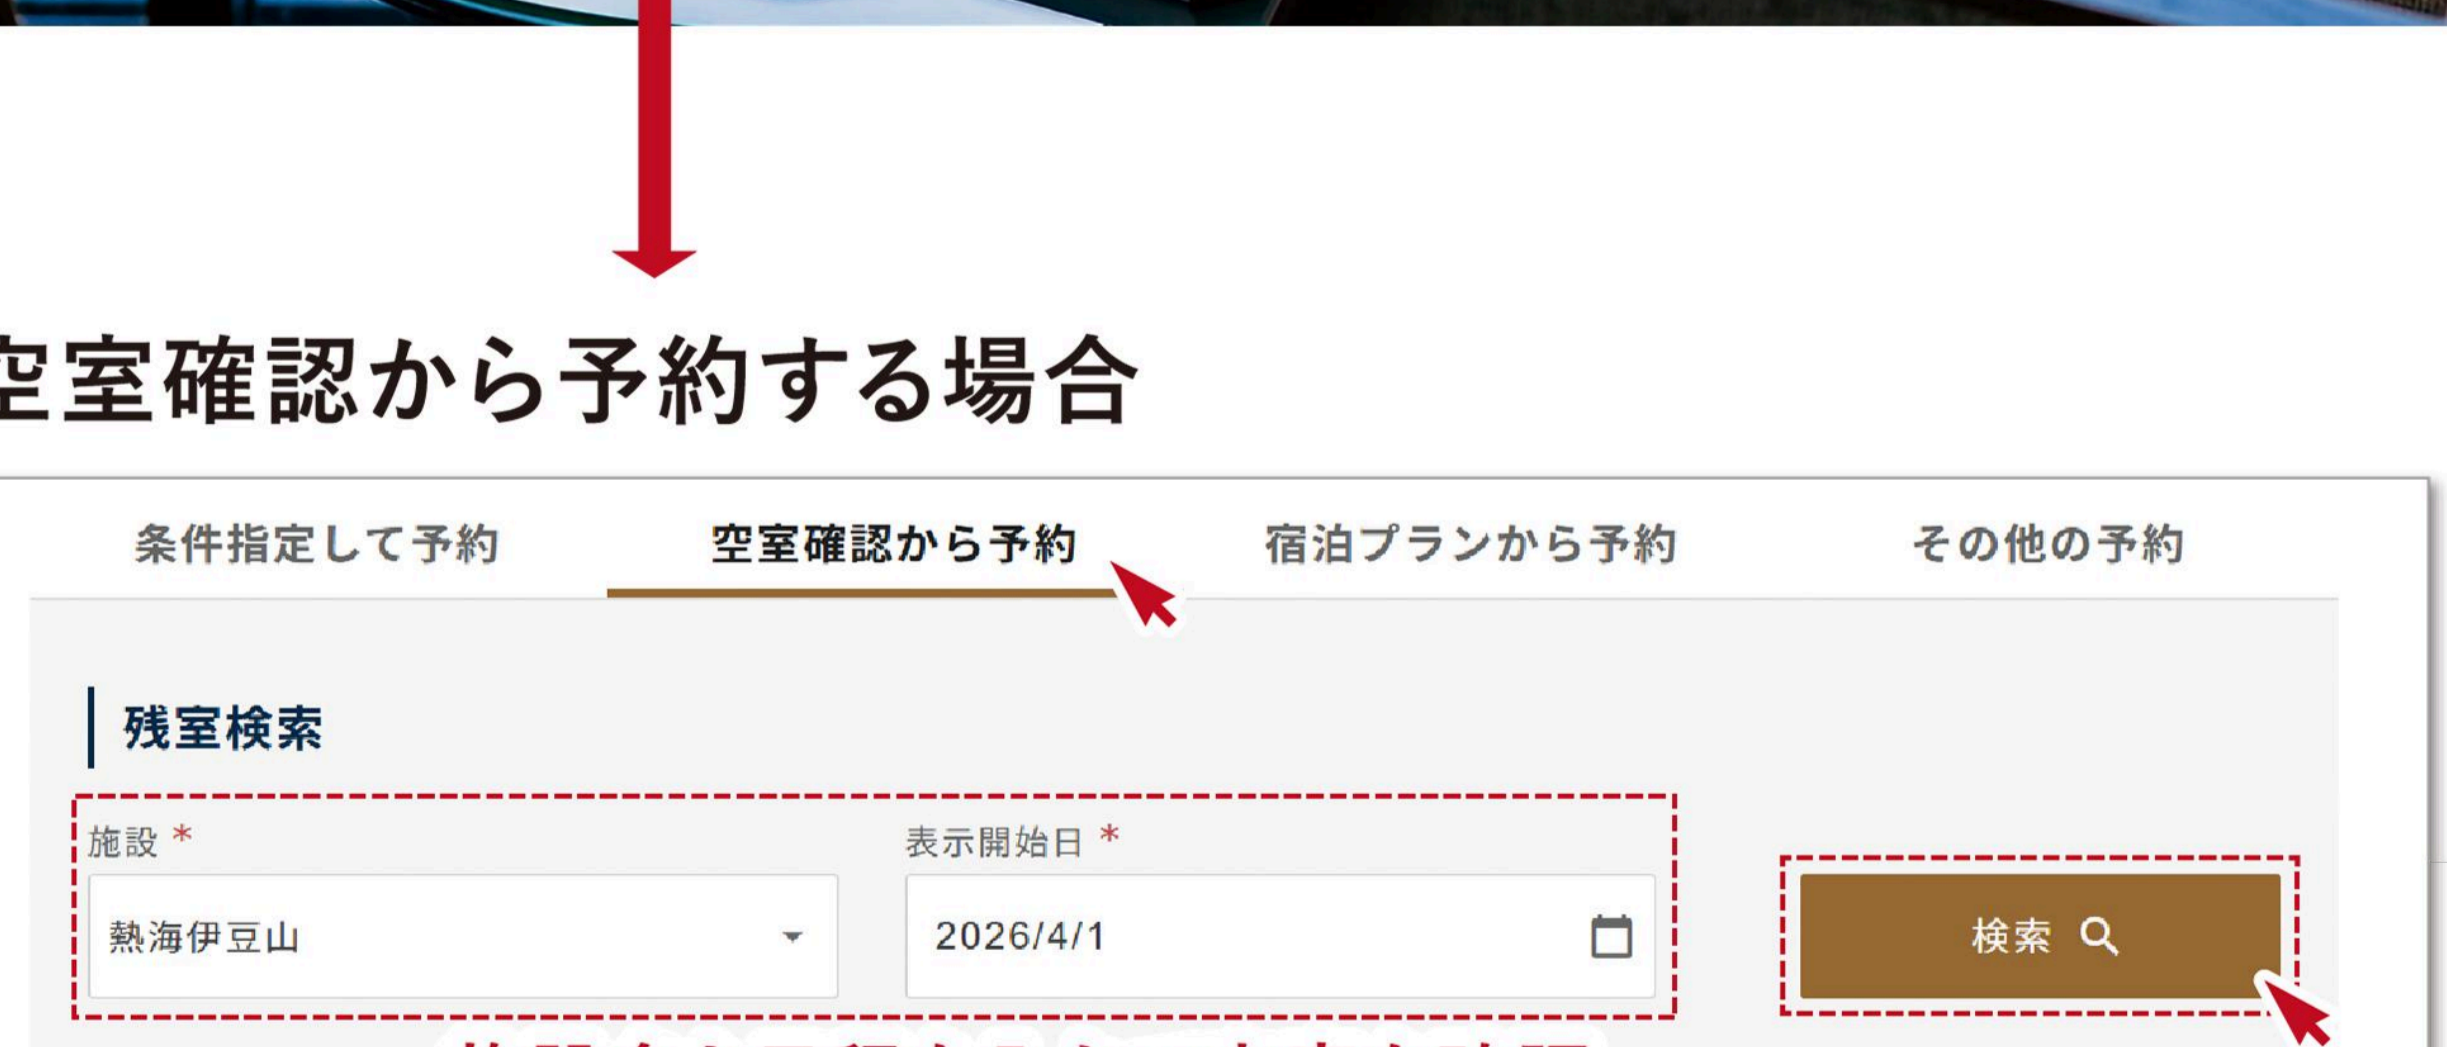 空室確認から予約する場合
条件指定して予約 空室確認から予約 宿泊プランから予約 その他の予約
残室検索
施設 * 表示開始日 *
熱海伊豆山 2026/4/1 検索